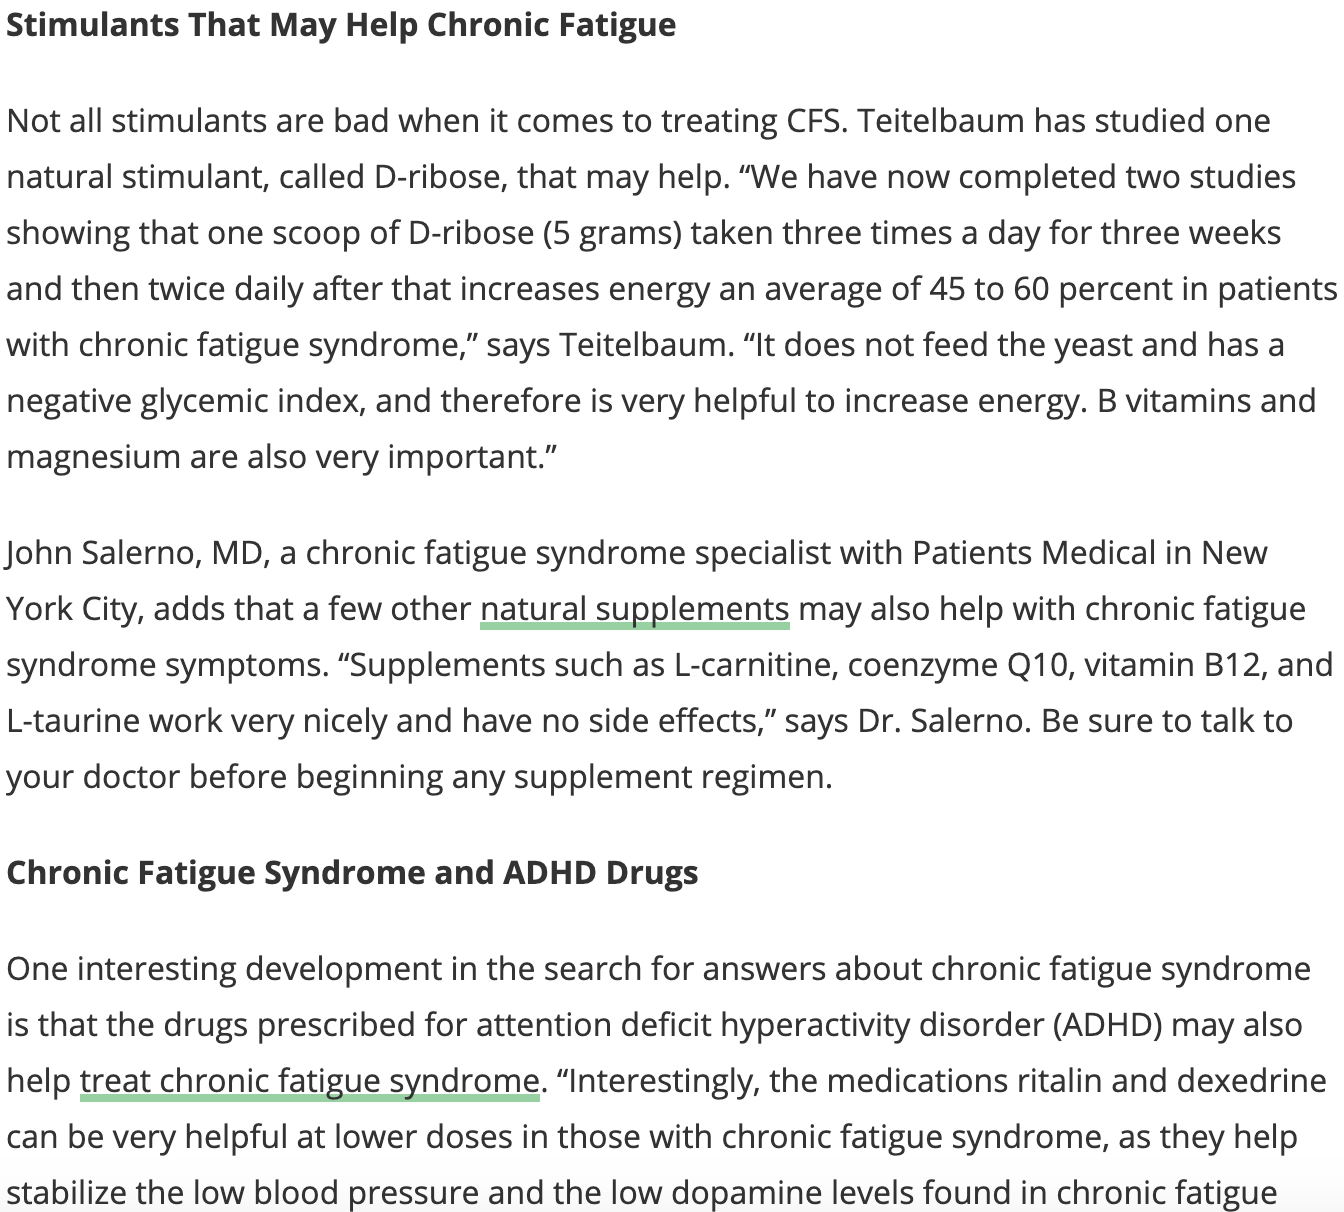 Stimulants That May Help Chronic Fatigue
Not all stimulants are bad when it comes to treating CFS. Teitelbaum has studied one
natural stimulant, called D-ribose, that may help. “We have now completed two studies
showing that one scoop of D-ribose (5 grams) taken three times a day for three weeks
and then twice daily after that increases energy an average of 45 to 60 percent in patients
with chronic fatigue syndrome,” says Teitelbaum. “It does not feed the yeast and has a
negative glycemic index, and therefore is very helpful to increase energy. B vitamins and
magnesium are also very important.”
John Salerno, MD, a chronic fatigue syndrome specialist with Patients Medical in New
York City, adds that a few other natural supplements may also help with chronic fatigue
syndrome symptoms. “Supplements such as L-carnitine, coenzyme Q10, vitamin B12, and
L-taurine work very nicely and have no side effects,” says Dr. Salerno. Be sure to talk to
your doctor before beginning any supplement regimen.
Chronic Fatigue Syndrome and ADHD Drugs
One interesting development in the search for answers about chronic fatigue syndrome
is that the drugs prescribed for attention deficit hyperactivity disorder (ADHD) may also
help treat chronic fatigue syndrome. “Interestingly, the medications ritalin and dexedrine
can be very helpful at lower doses in those with chronic fatigue syndrome, as they help
stabilize the low blood pressure and the low dopamine levels found in chronic fatigue